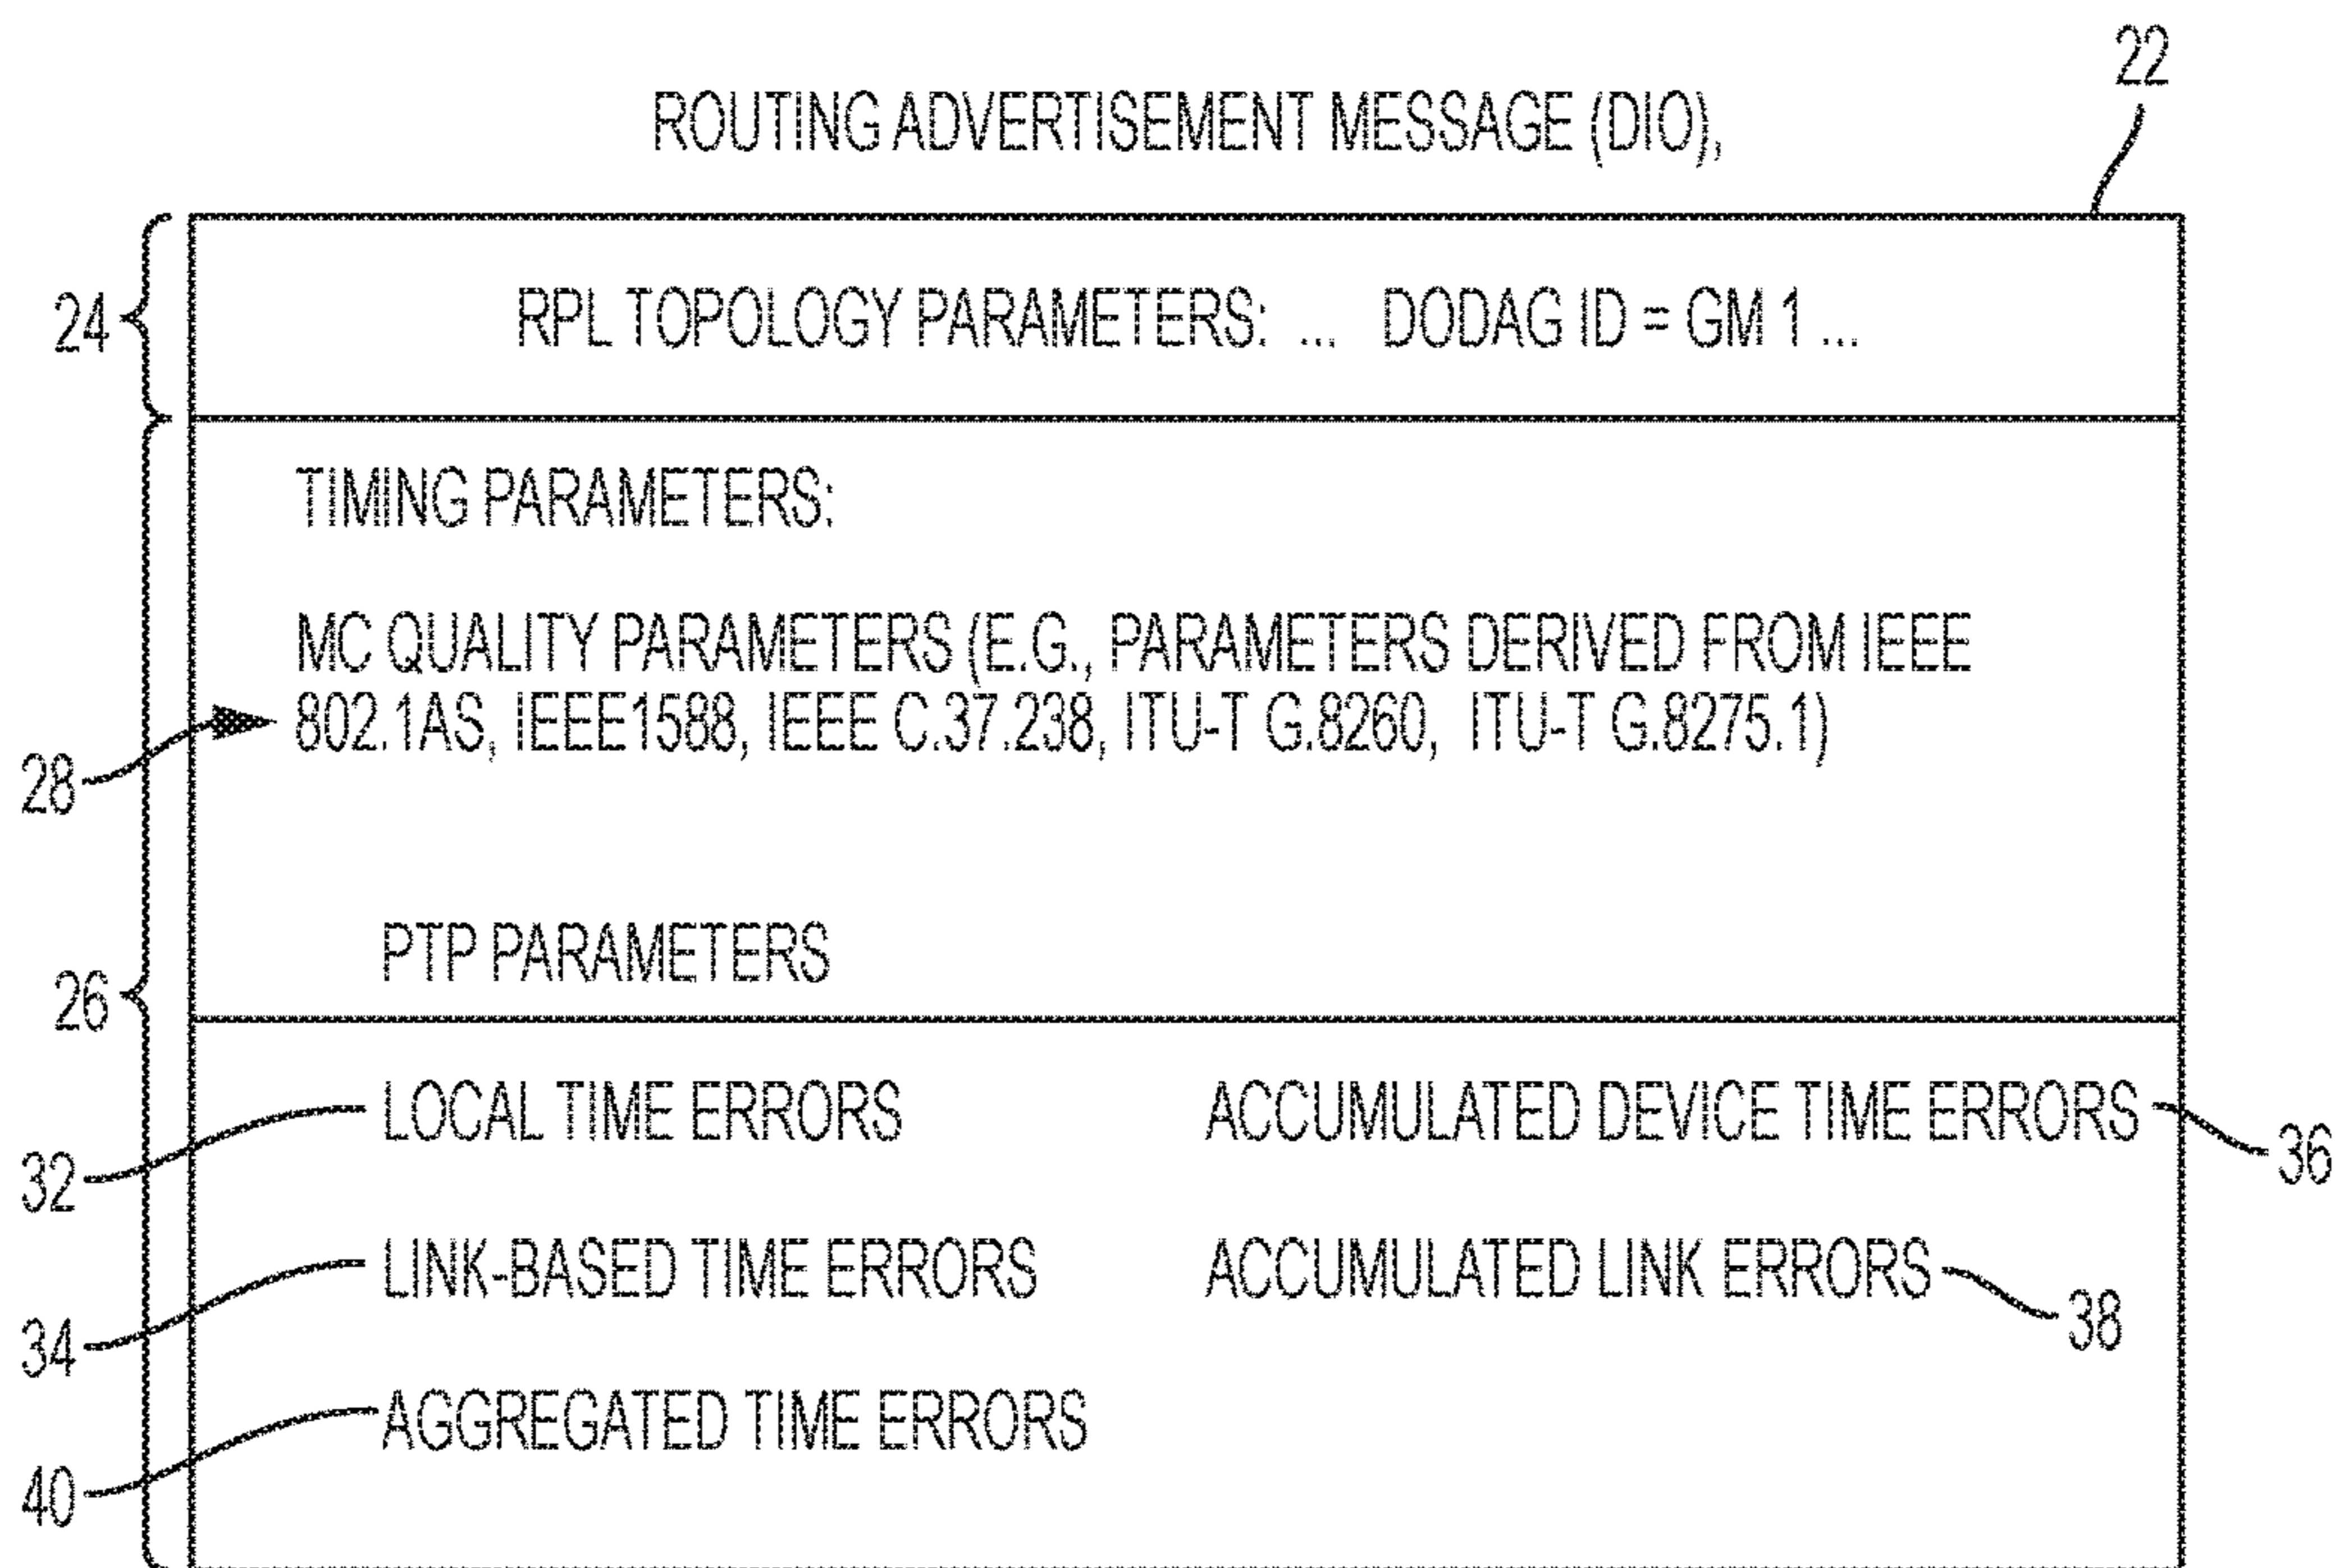 22
ROUTING ADVERTISEMENT MESSAGE (DIO),
24
RPL TOPOLOGY PARAMETERS: ... DODAG ID = GM 1 ...
TIMING PARAMETERS:
MC QUALITY PARAMETERS (E.G., PARAMETERS DERIVED FROM IEEE
802.1AS, IEEE1588, IEEE C.37.238, ITU-T G.8260, ITU-T G.8275.1)
28
PTP PARAMETERS
26
LOCAL TIME ERRORS ACCUMULATED DEVICE TIME ERRORS
32 36
LINK-BASED TIME ERRORS ACCUMULATED LINK ERRORS
34 38
AGGREGATED TIME ERRORS
40